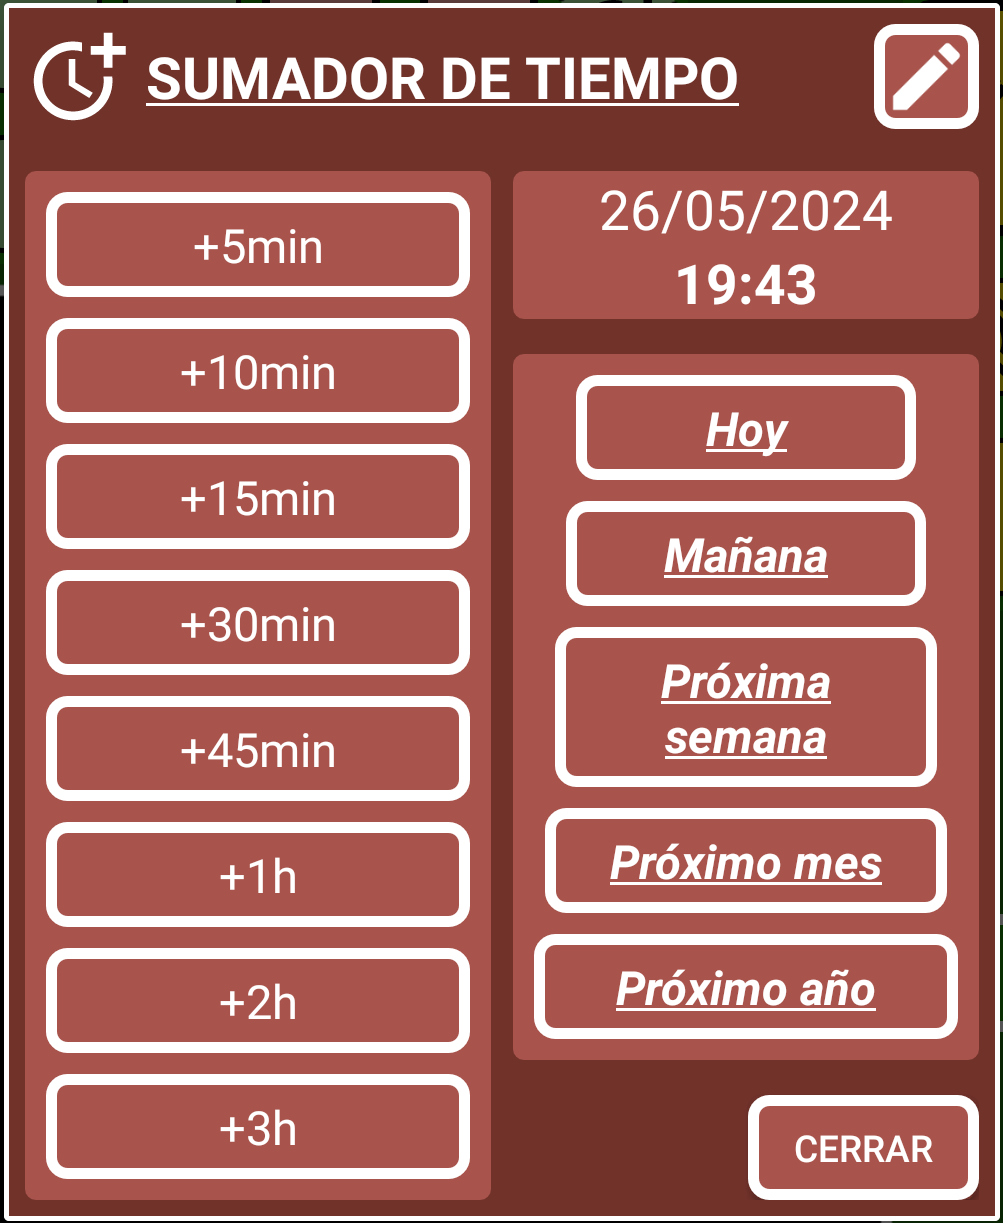 SUMADOR DE TIEMPO
+5min
+10min
+15min
+30min
+45min
+1h
+2h
+3h
26/05/2024
19:43
Hoy
Mañana
Próxima
semana
Próximo mes
Próximo año
CERRAR